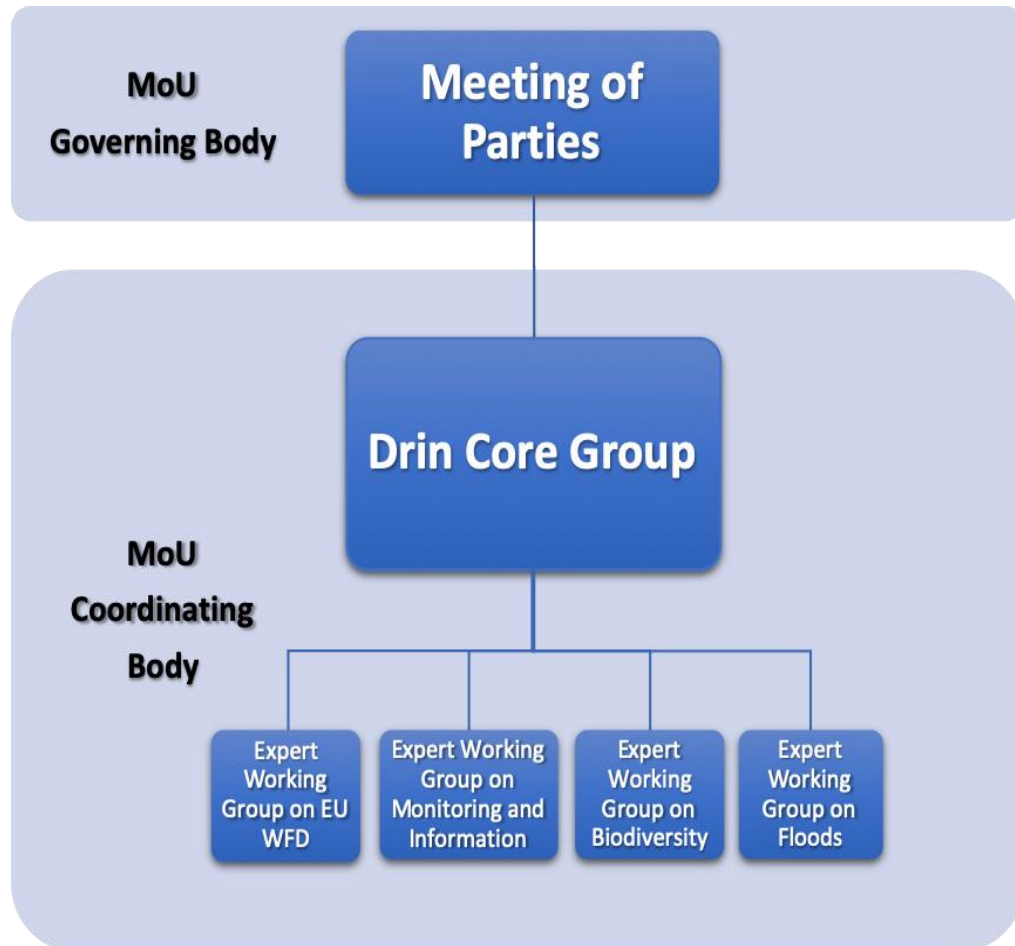 MoU
Governing Body
Meeting of
Parties
Drin Core Group
MoU
Coordinating
Body
Expert
Working
Group on EU
WFD
Expert Working
Group on
Monitoring and
Information
Expert
Working
Group on
Biodiversity
Expert
Working
Group on
Floods